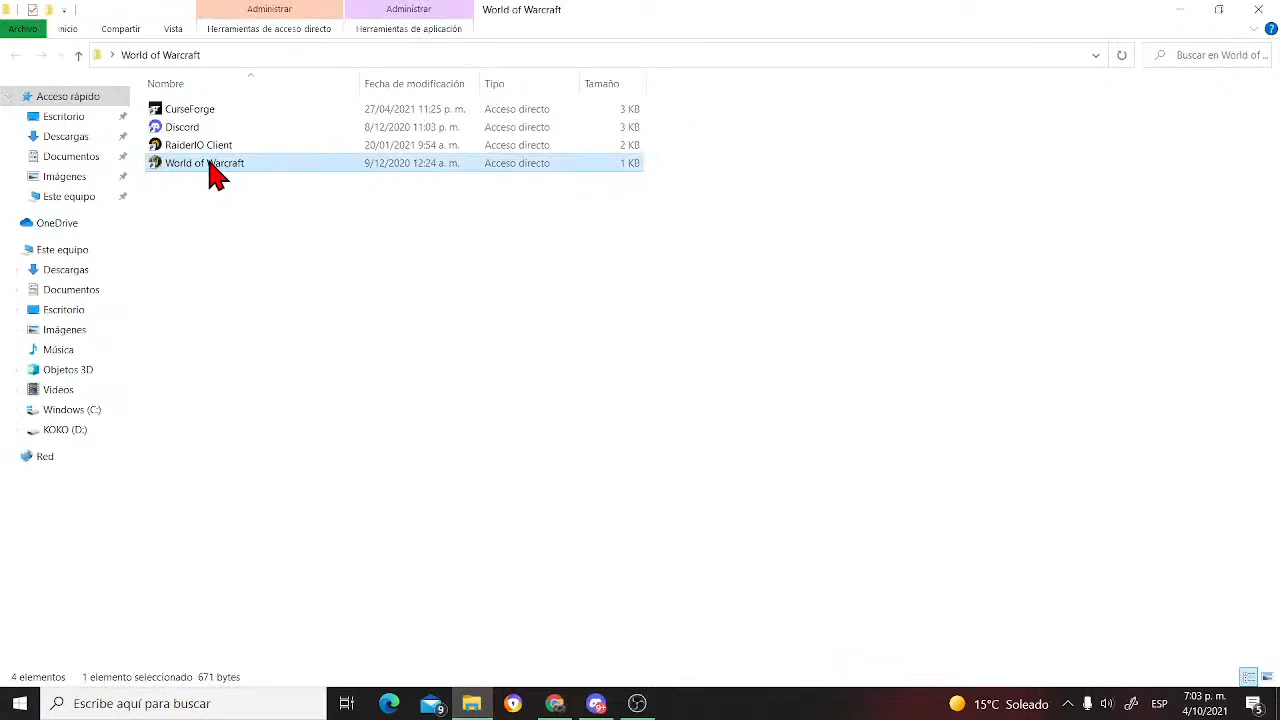 Administrar
Administrar
World of Warcraft
Archivo
Inicio
Compartir
Vista
Herramientas de acceso directo
Herramientas de aplicación
World of Warcraft
Buscar en World of ...
Nombre
Fecha de modificación
Tipo
Tamaño
CurseForge
27/04/2021 11:25 p. m.
Acceso directo
3 KB
Discord
8/12/2020 11:03 p. m.
Acceso directo
3 KB
RaiderIO Client
20/01/2021 9:54 a. m.
Acceso directo
2 KB
World of Warcraft
9/12/2020 12:24 a. m.
Acceso directo
1 KB
Acceso rápido
Escritorio
Descargas
Documentos
Imágenes
Este equipo
OneDrive
Este equipo
Descargas
Documentos
Escritorio
Imágenes
Música
Objetos 3D
Videos
Windows (C:)
KOKO (D:)
Red
4 elementos
1 elemento seleccionado 671 bytes
Escribe aquí para buscar
9
9+
15°C Soleado
ESP
7:03 p. m.
4/10/2021
3